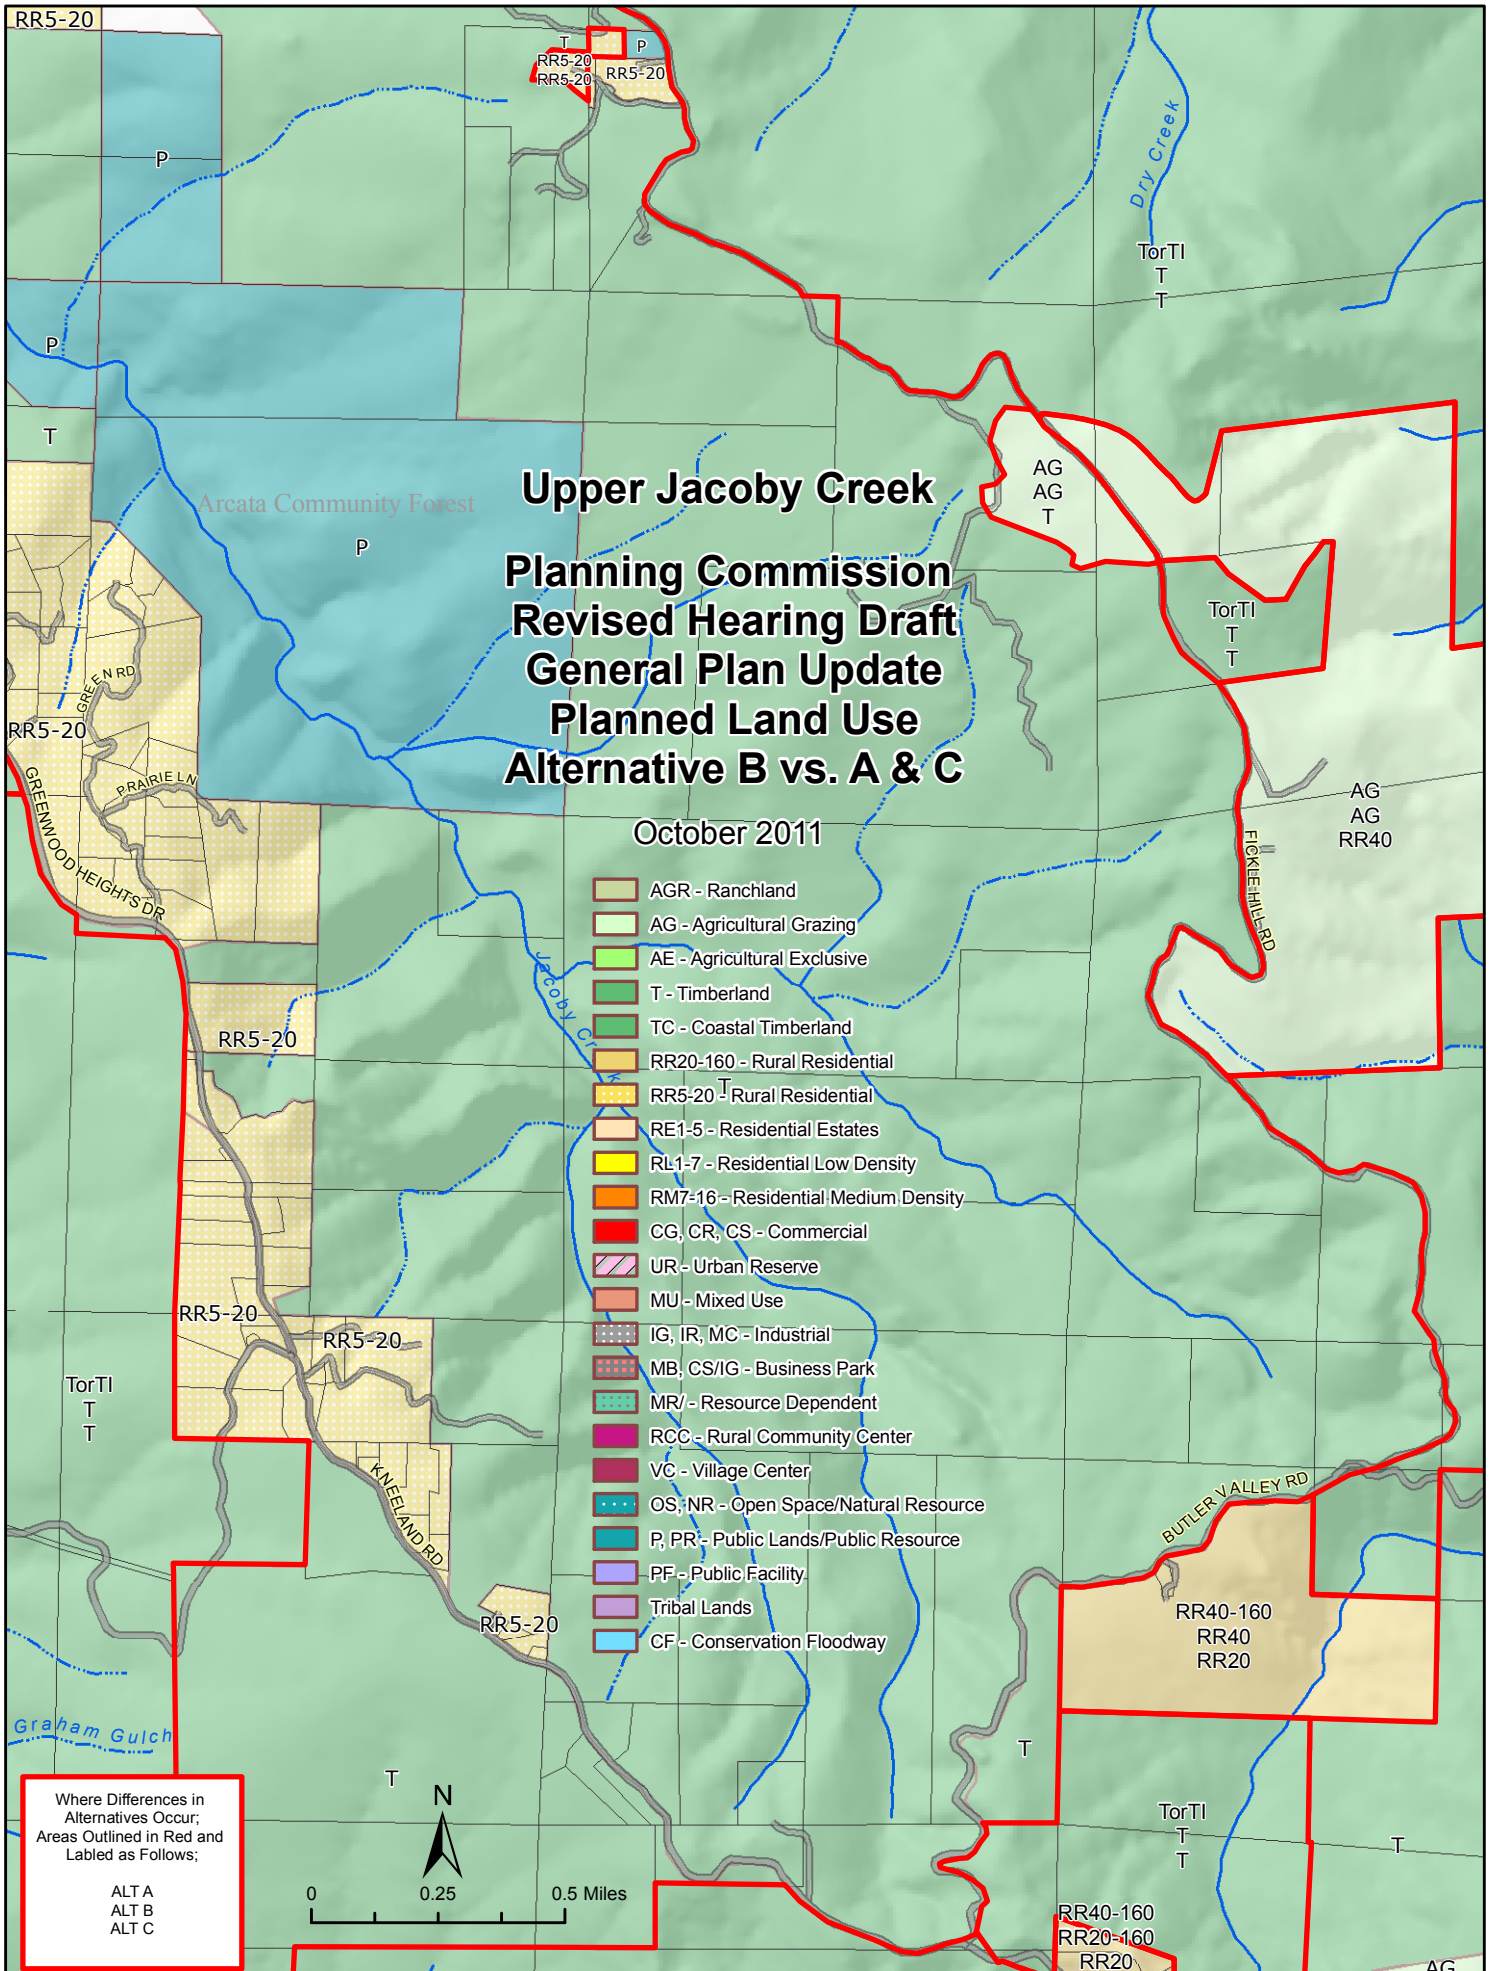 RR5-20
T
P
RR5-20
RR5-20
RR5-20
P
Dry Creek
TorTI
T
T
P
T
AG
AG
T
Arcata Community Forest
P
Upper Jacoby Creek
Planning Commission
Revised Hearing Draft
General Plan Update
Planned Land Use
Alternative B vs. A & C
October 2011
TorTI
T
T
GREEN RD
RR5-20
PRAIRIE LN
GREENWOOD HEIGHTS DR
AG
AG
RR40
FICKLE HILL RD
AGR - Ranchland
AG - Agricultural Grazing
AE - Agricultural Exclusive
T - Timberland
TC - Coastal Timberland
RR20-160 - Rural Residential
T
RR5-20 - Rural Residential
RE1-5 - Residential Estates
RL1-7 - Residential Low Density
RM7-16 - Residential Medium Density
CG, CR, CS - Commercial
UR - Urban Reserve
MU - Mixed Use
IG, IR, MC - Industrial
MB, CS/IG - Business Park
MR/ - Resource Dependent
RCC - Rural Community Center
VC - Village Center
OS, NR - Open Space/Natural Resource
P, PR - Public Lands/Public Resource
PF - Public Facility
Tribal Lands
CF - Conservation Floodway
Jacoby Cr k
RR5-20
RR5-20
RR5-20
TorTI
T
T
KNEELAND RD
RR5-20
BUTLER VALLEY RD
RR40-160
RR40
RR20
Graham Gulch
T
T
TorTI
T
T
T
Where Differences in
Alternatives Occur;
Areas Outlined in Red and
Labled as Follows;
ALT A
ALT B
ALT C
N
0 0.25 0.5 Miles
RR40-160
RR20-160
RR20
AG